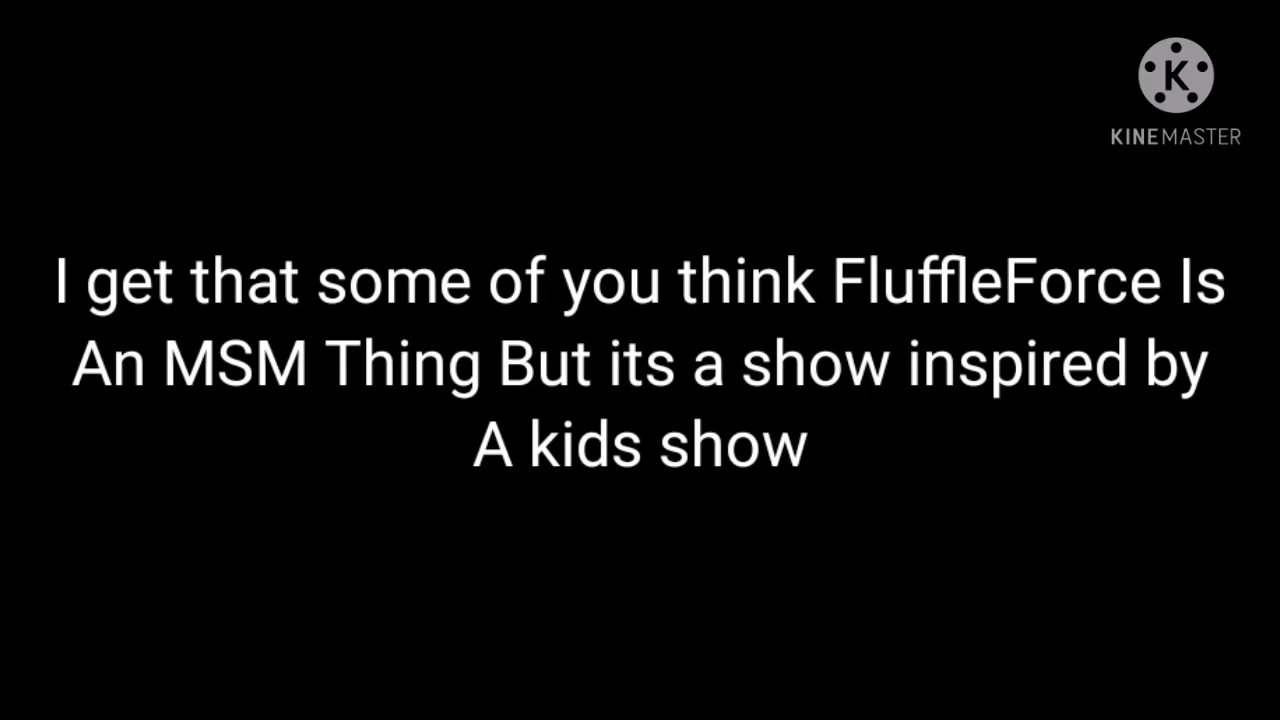 K
KINEMASTER
I get that some of you think FluffleForce Is
An MSM Thing But its a show inspired by
A kids show